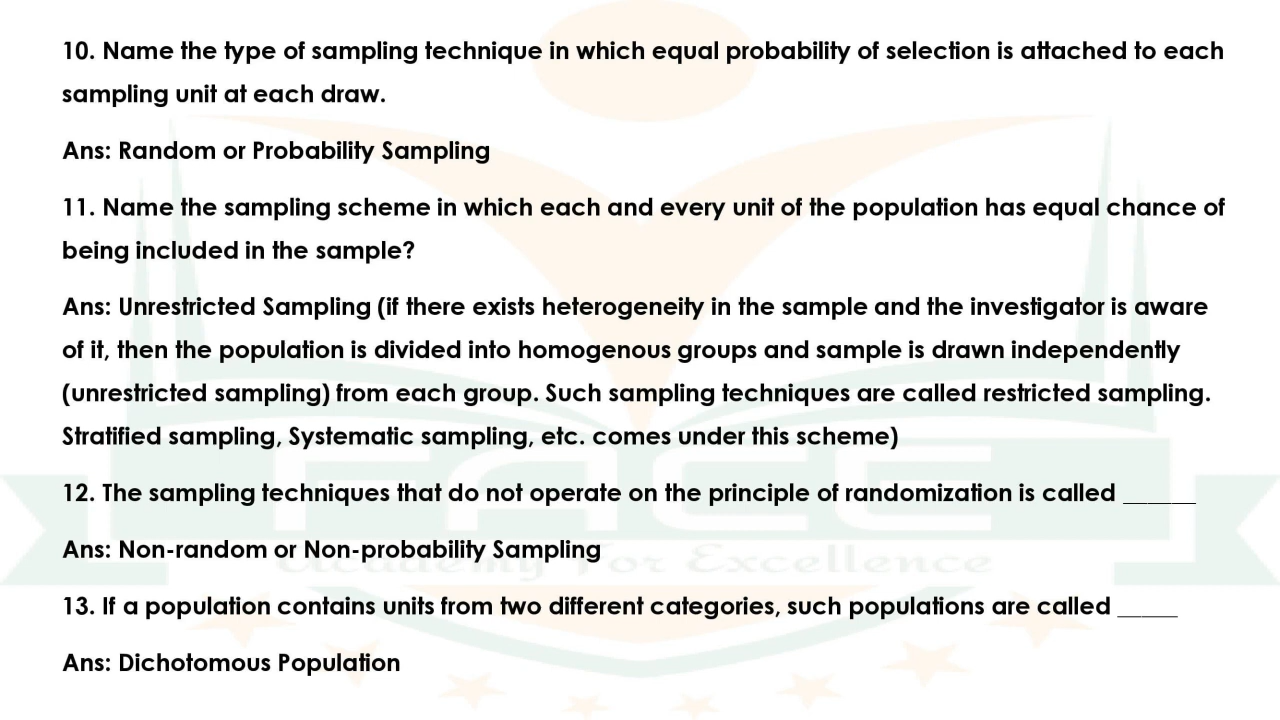 10. Name the type of sampling technique in which equal probability of selection is attached to each
sampling unit at each draw.
Ans: Random or Probability Sampling
11. Name the sampling scheme in which each and every unit of the population has equal chance of
being included in the sample?
Ans: Unrestricted Sampling (if there exists heterogeneity in the sample and the investigator is aware
of it, then the population is divided into homogenous groups and sample is drawn independently
(unrestricted sampling) from each group. Such sampling techniques are called restricted sampling.
Stratified sampling, Systematic sampling, etc. comes under this scheme)
FACE
12. The sampling techniques that do not operate on the principle of randomization is called ______
Ans: Non-random or Non-probability Sampling
Academy For Excellence
13. If a population contains units from two different categories, such populations are called _____
Ans: Dichotomous Population